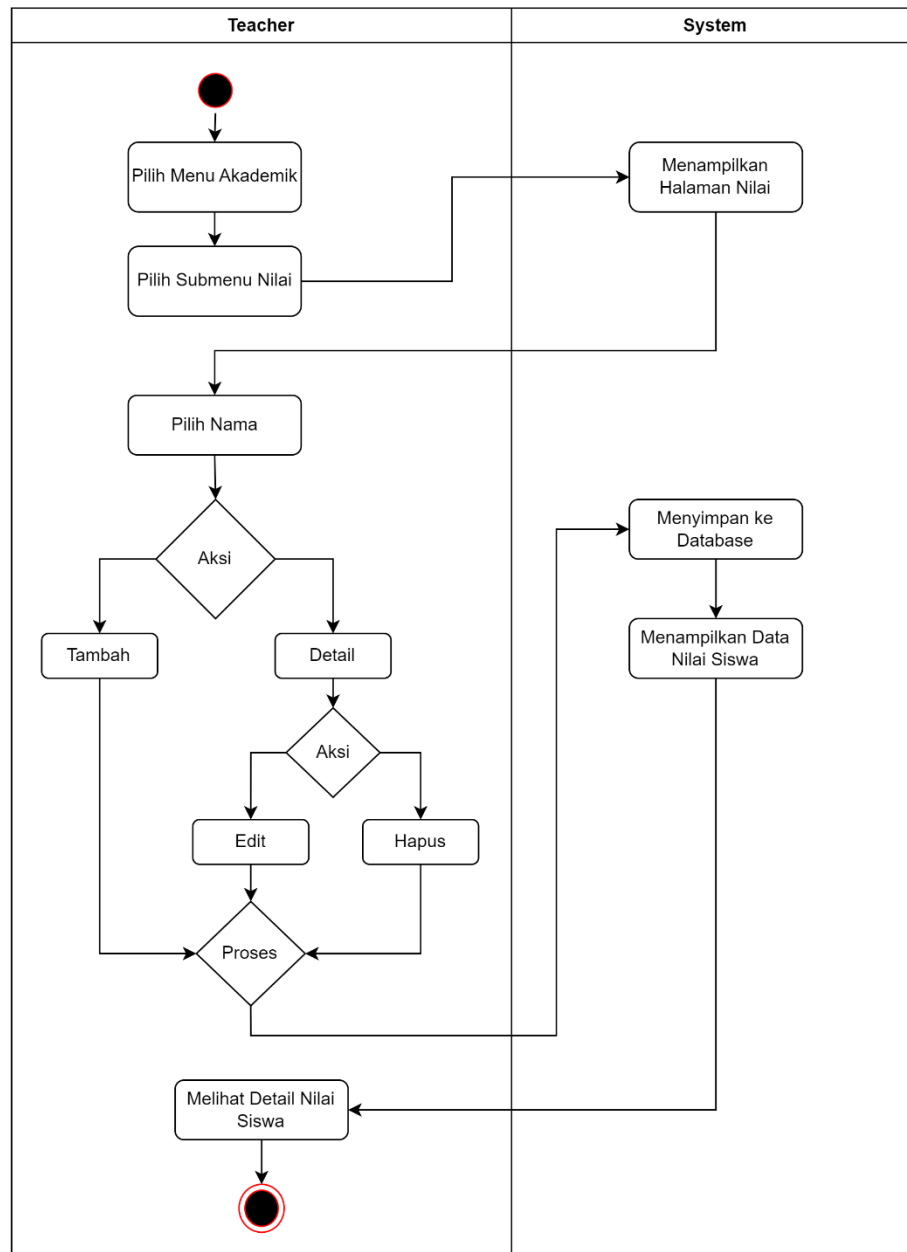 Teacher
System
Pilih Menu Akademik
Menampilkan
Halaman Nilai
Pilih Submenu Nilai
Pilih Nama
Aksi
Menyimpan ke
Database
Tambah
Detail
Menampilkan Data
Nilai Siswa
Aksi
Edit
Hapus
Proses
Melihat Detail Nilai
Siswa